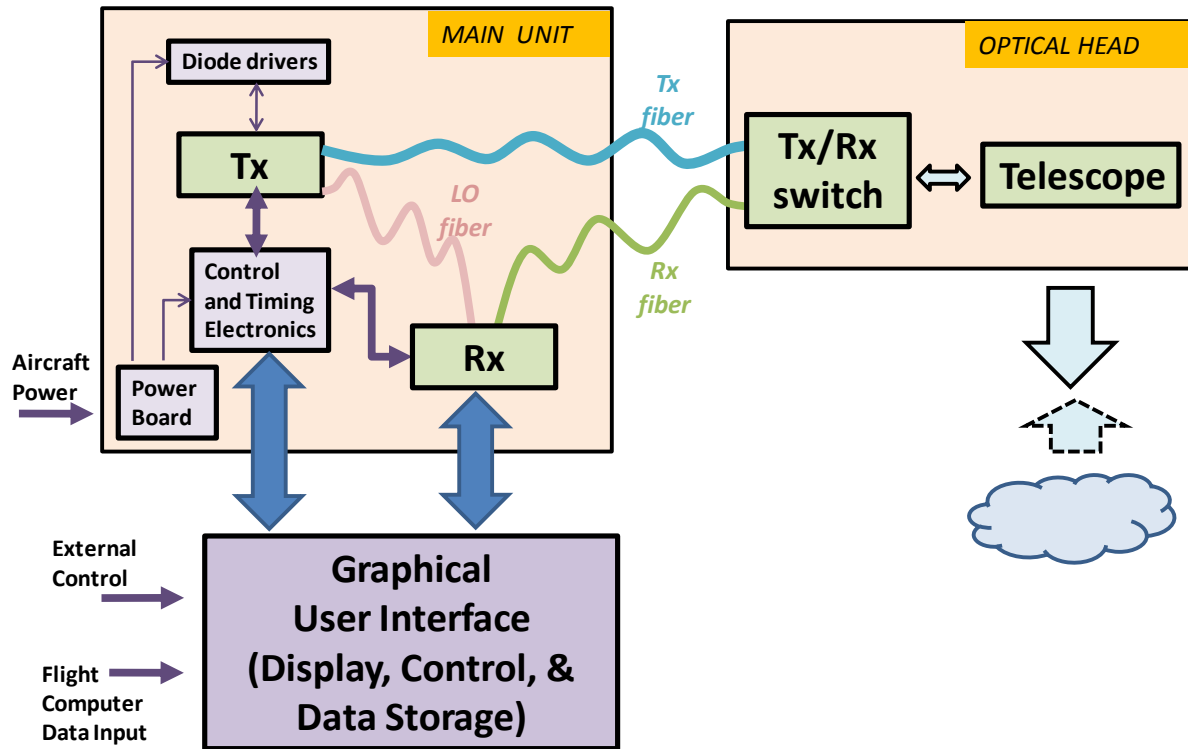 MAIN UNIT
Diode drivers
Tx
Control
and Timing
Electronics
Rx
Power
Board
Aircraft
Power
LO
fiber
Tx
fiber
Rx
fiber
OPTICAL HEAD
Tx/Rx
switch
Telescope
External
Control
Flight
Computer
Data Input
Graphical
User Interface
(Display, Control, &
Data Storage)